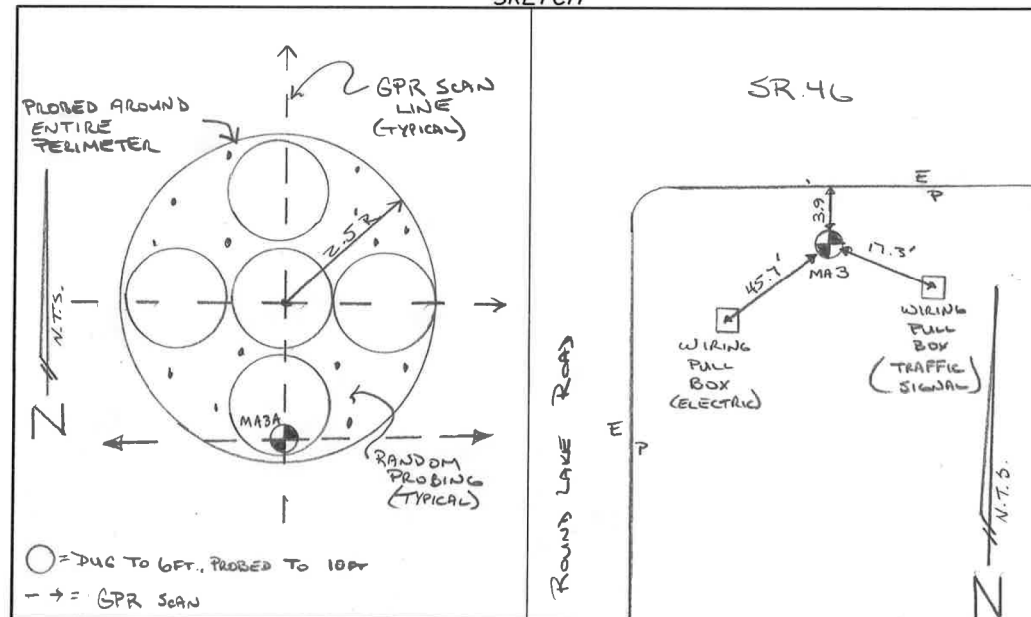 SKETCH
PROBED AROUND
ENTIRE
PERIMETER
GPR SCAN
LINE
(TYPICAL)
2.5'R
N.T.S.
N
MA3A
RANDOM
PROBING
(TYPICAL)
= DUG TO 6FT., PROBED TO 10FT
- → = GPR SCAN
SR.46
E
P
3.9'
MA3
45.7'
17.3'
WIRING
PULL
BOX
(ELECTRIC)
WIRING
PULL
BOX
(TRAFFIC
SIGNAL)
ROUND LAKE ROAD
E
P
N.T.S.
N